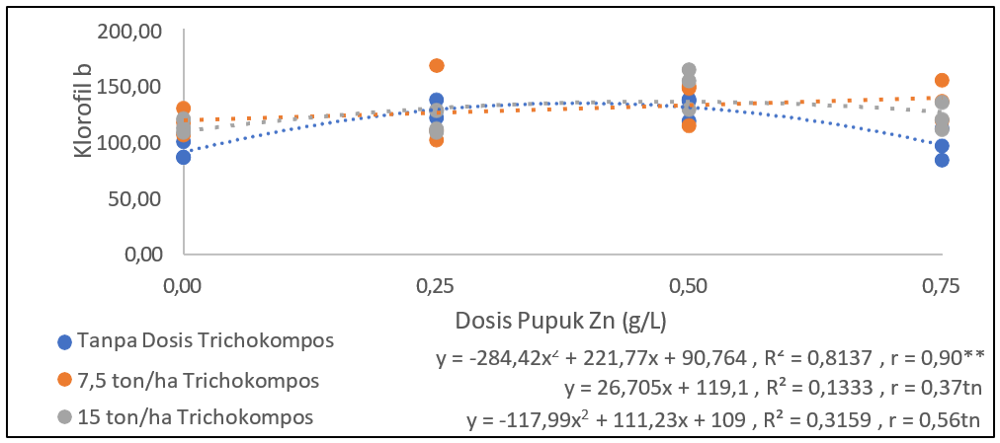 200,00
150,00
100,00
50,00
0,00
Klorofil b
0,00 0,25 0,50 0,75
Dosis Pupuk Zn (g/L)
Tanpa Dosis Trichokompos
7,5 ton/ha Trichokompos
15 ton/ha Trichokompos
y = -284,42x² + 221,77x + 90,764 , R² = 0,8137 , r = 0,90**
y = 26,705x + 119,1 , R² = 0,1333 , r = 0,37tn
y = -117,99x² + 111,23x + 109 , R² = 0,3159 , r = 0,56tn